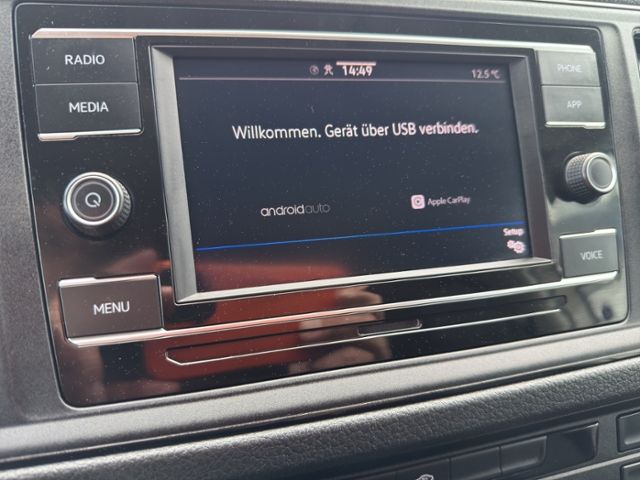 RADIO
MEDIA
MENU
14:49
12.5 °C
Willkommen. Gerät über USB verbinden.
androidauto
Apple CarPlay
Setup
PHONE
APP
VOICE